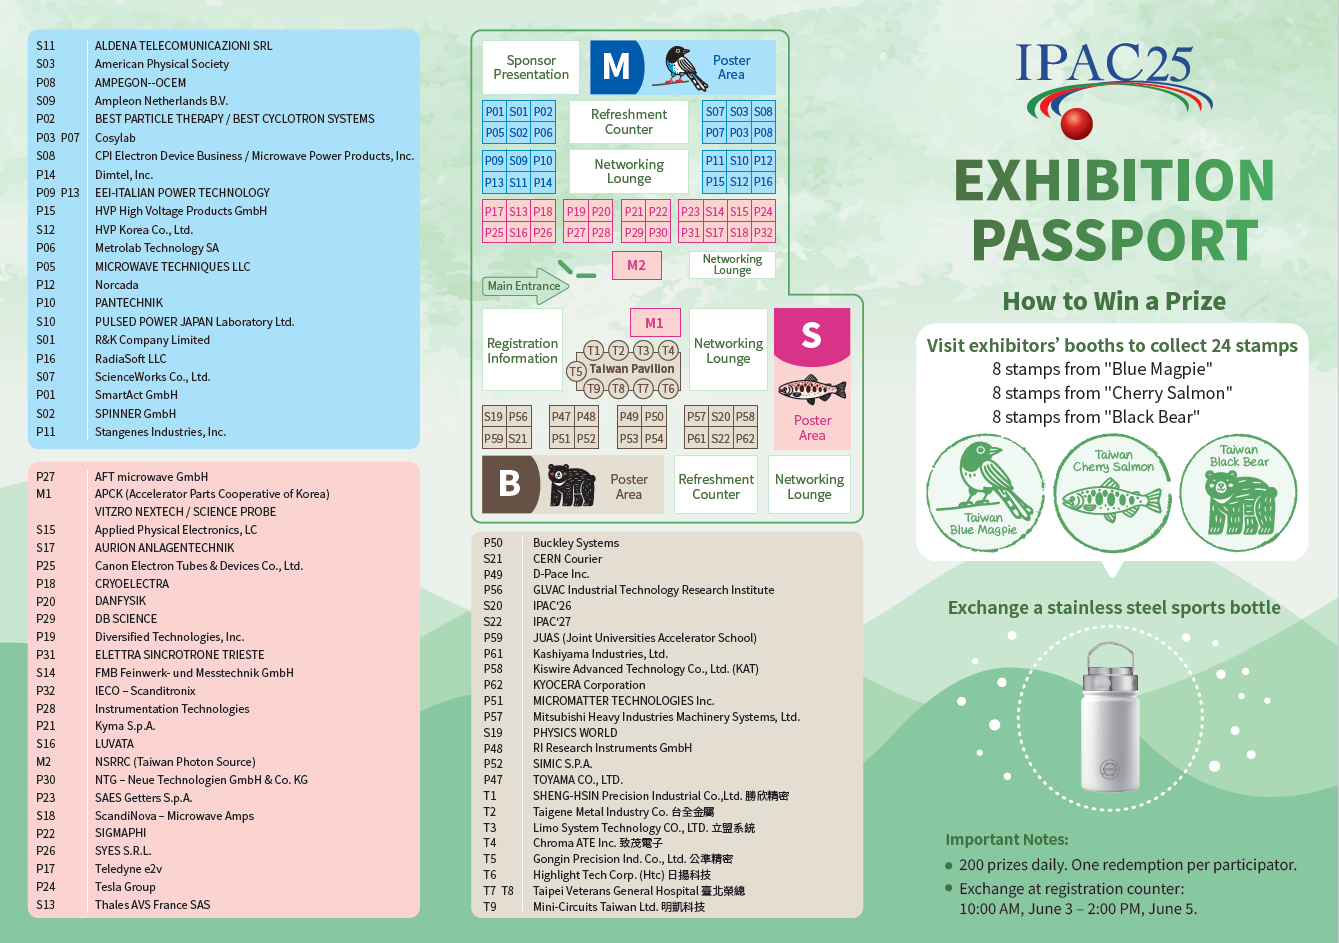 S11 ALDENA TELECOMUNICAZIONI SRL
S03 American Physical Society
P08 AMPEGON--OCEM
S09 Ampleon Netherlands B.V.
P02 BEST PARTICLE THERAPY / BEST CYCLOTRON SYSTEMS
P03 P07 Cosylab
S08 CPI Electron Device Business / Microwave Power Products, Inc.
P14 Dimtel, Inc.
P09 P13 EEI-ITALIAN POWER TECHNOLOGY
P15 HVP High Voltage Products GmbH
S12 HVP Korea Co., Ltd.
P06 Metrolab Technology SA
P05 MICROWAVE TECHNIQUES LLC
P12 Norcada
P10 PANTECHNIK
S10 PULSED POWER JAPAN Laboratory Ltd.
S01 R&K Company Limited
P16 RadiaSoft LLC
S07 ScienceWorks Co., Ltd.
P01 SmartAct GmbH
S02 SPINNER GmbH
P11 Stangenes Industries, Inc.
P27 AFT microwave GmbH
M1 APCK (Accelerator Parts Cooperative of Korea)
VITZRO NEXTECH / SCIENCE PROBE
S15 Applied Physical Electronics, LC
S17 AURION ANLAGENTECHNIK
P25 Canon Electron Tubes & Devices Co., Ltd.
P18 CRYOELECTRA
P20 DANFYSIK
P29 DB SCIENCE
P19 Diversified Technologies, Inc.
P31 ELETTRA SINCROTRONE TRIESTE
S14 FMB Feinwerk- und Messtechnik GmbH
P32 IECO – Scanditronix
P28 Instrumentation Technologies
P21 Kyma S.p.A.
S16 LUVATA
M2 NSRRC (Taiwan Photon Source)
P30 NTG – Neue Technologien GmbH & Co. KG
P23 SAES Getters S.p.A.
S18 ScandiNova – Microwave Amps
P22 SIGMAPHI
P26 SYES S.R.L.
P17 Teledyne e2v
P24 Tesla Group
S13 Thales AVS France SAS
Sponsor
Presentation
M
Poster
Area
P01 S01 P02
P05 S02 P06
Refreshment
Counter
S07 S03 S08
P07 P03 P08
P09 S09 P10
P13 S11 P14
Networking
Lounge
P11 S10 P12
P15 S12 P16
P17 S13 P18 P19 P20 P21 P22 P23 S14 S15 P24
P25 S16 P26 P27 P28 P29 P30 P31 S17 S18 P32
M2
Networking
Lounge
Main Entrance
Registration
Information
M1
T1 T2 T3 T4
T5 Taiwan Pavilion
T9 T8 T7 T6
Networking
Lounge
S
Poster
Area
S19 P56 P47 P48 P49 P50 P57 S20 P58
P59 S21 P51 P52 P53 P54 P61 S22 P62
B
Poster
Area
Refreshment
Counter
Networking
Lounge
P50 Buckley Systems
S21 CERN Courier
P49 D-Pace Inc.
P56 GLVAC Industrial Technology Research Institute
S20 IPAC'26
S22 IPAC'27
P59 JUAS (Joint Universities Accelerator School)
P61 Kashiyama Industries, Ltd.
P58 Kiswire Advanced Technology Co., Ltd. (KAT)
P62 KYOCERA Corporation
P51 MICROMATTER TECHNOLOGIES Inc.
P57 Mitsubishi Heavy Industries Machinery Systems, Ltd.
S19 PHYSICS WORLD
P48 RI Research Instruments GmbH
P52 SIMIC S.P.A.
P47 TOYAMA CO., LTD.
T1 SHENG-HSIN Precision Industrial Co.,Ltd. 勝欣精密
T2 Taigene Metal Industry Co. 台全金屬
T3 Limo System Technology CO., LTD. 立盟系統
T4 Chroma ATE Inc. 致茂電子
T5 Gongin Precision Ind. Co., Ltd. 公準精密
T6 Highlight Tech Corp. (Htc) 日揚科技
T7 T8 Taipei Veterans General Hospital 臺北榮總
T9 Mini-Circuits Taiwan Ltd. 明凱科技
IPAC25
EXHIBITION
PASSPORT
How to Win a Prize
Visit exhibitors' booths to collect 24 stamps
8 stamps from "Blue Magpie"
8 stamps from "Cherry Salmon"
8 stamps from "Black Bear"
Taiwan
Blue Magpie
Taiwan
Cherry Salmon
Taiwan
Black Bear
Exchange a stainless steel sports bottle
Important Notes:
200 prizes daily. One redemption per participator.
Exchange at registration counter:
10:00 AM, June 3 – 2:00 PM, June 5.